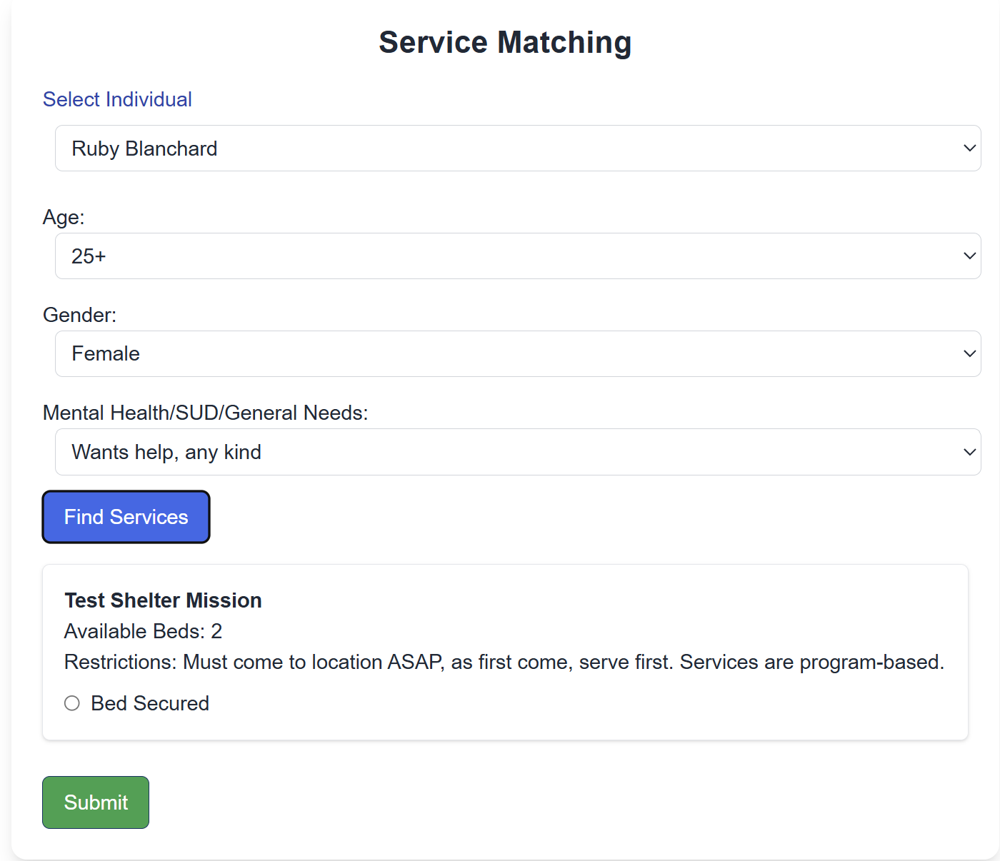 Service Matching
Select Individual
Ruby Blanchard
Age:
25+
Gender:
Female
Mental Health/SUD/General Needs:
Wants help, any kind
Find Services
Test Shelter Mission
Available Beds: 2
Restrictions: Must come to location ASAP, as first come, serve first. Services are program-based.
Bed Secured
Submit